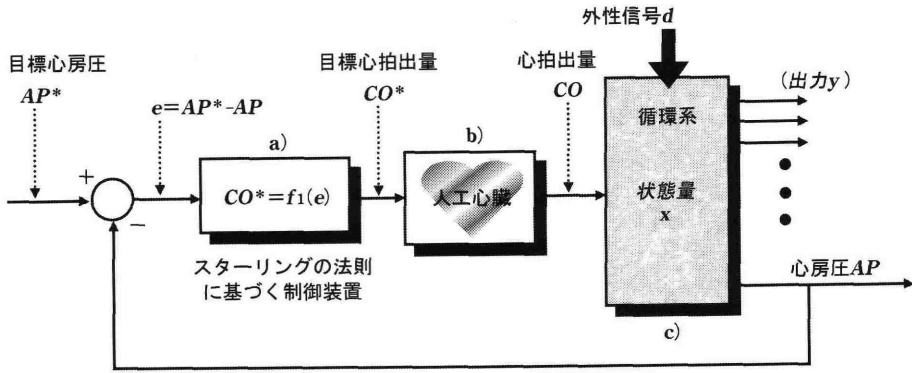 外性信号d
目標心房圧
AP*
e=AP*-AP
目標心拍出量
CO*
心拍出量
CO
(出力y)
a)
b)
循環系
+
−
CO*=f1(e)
人工心臓
状態量
x
スターリングの法則
に基づく制御装置
心房圧AP
c)